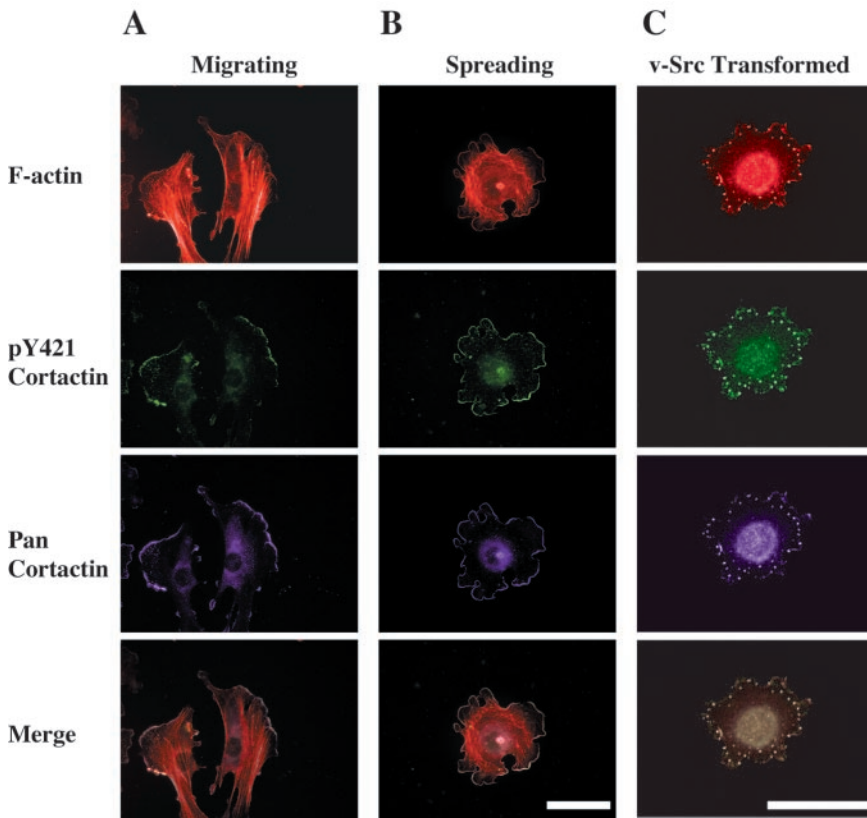 A B C
Migrating Spreading v-Src Transformed
F-actin
pY421
Cortactin
Pan
Cortactin
Merge